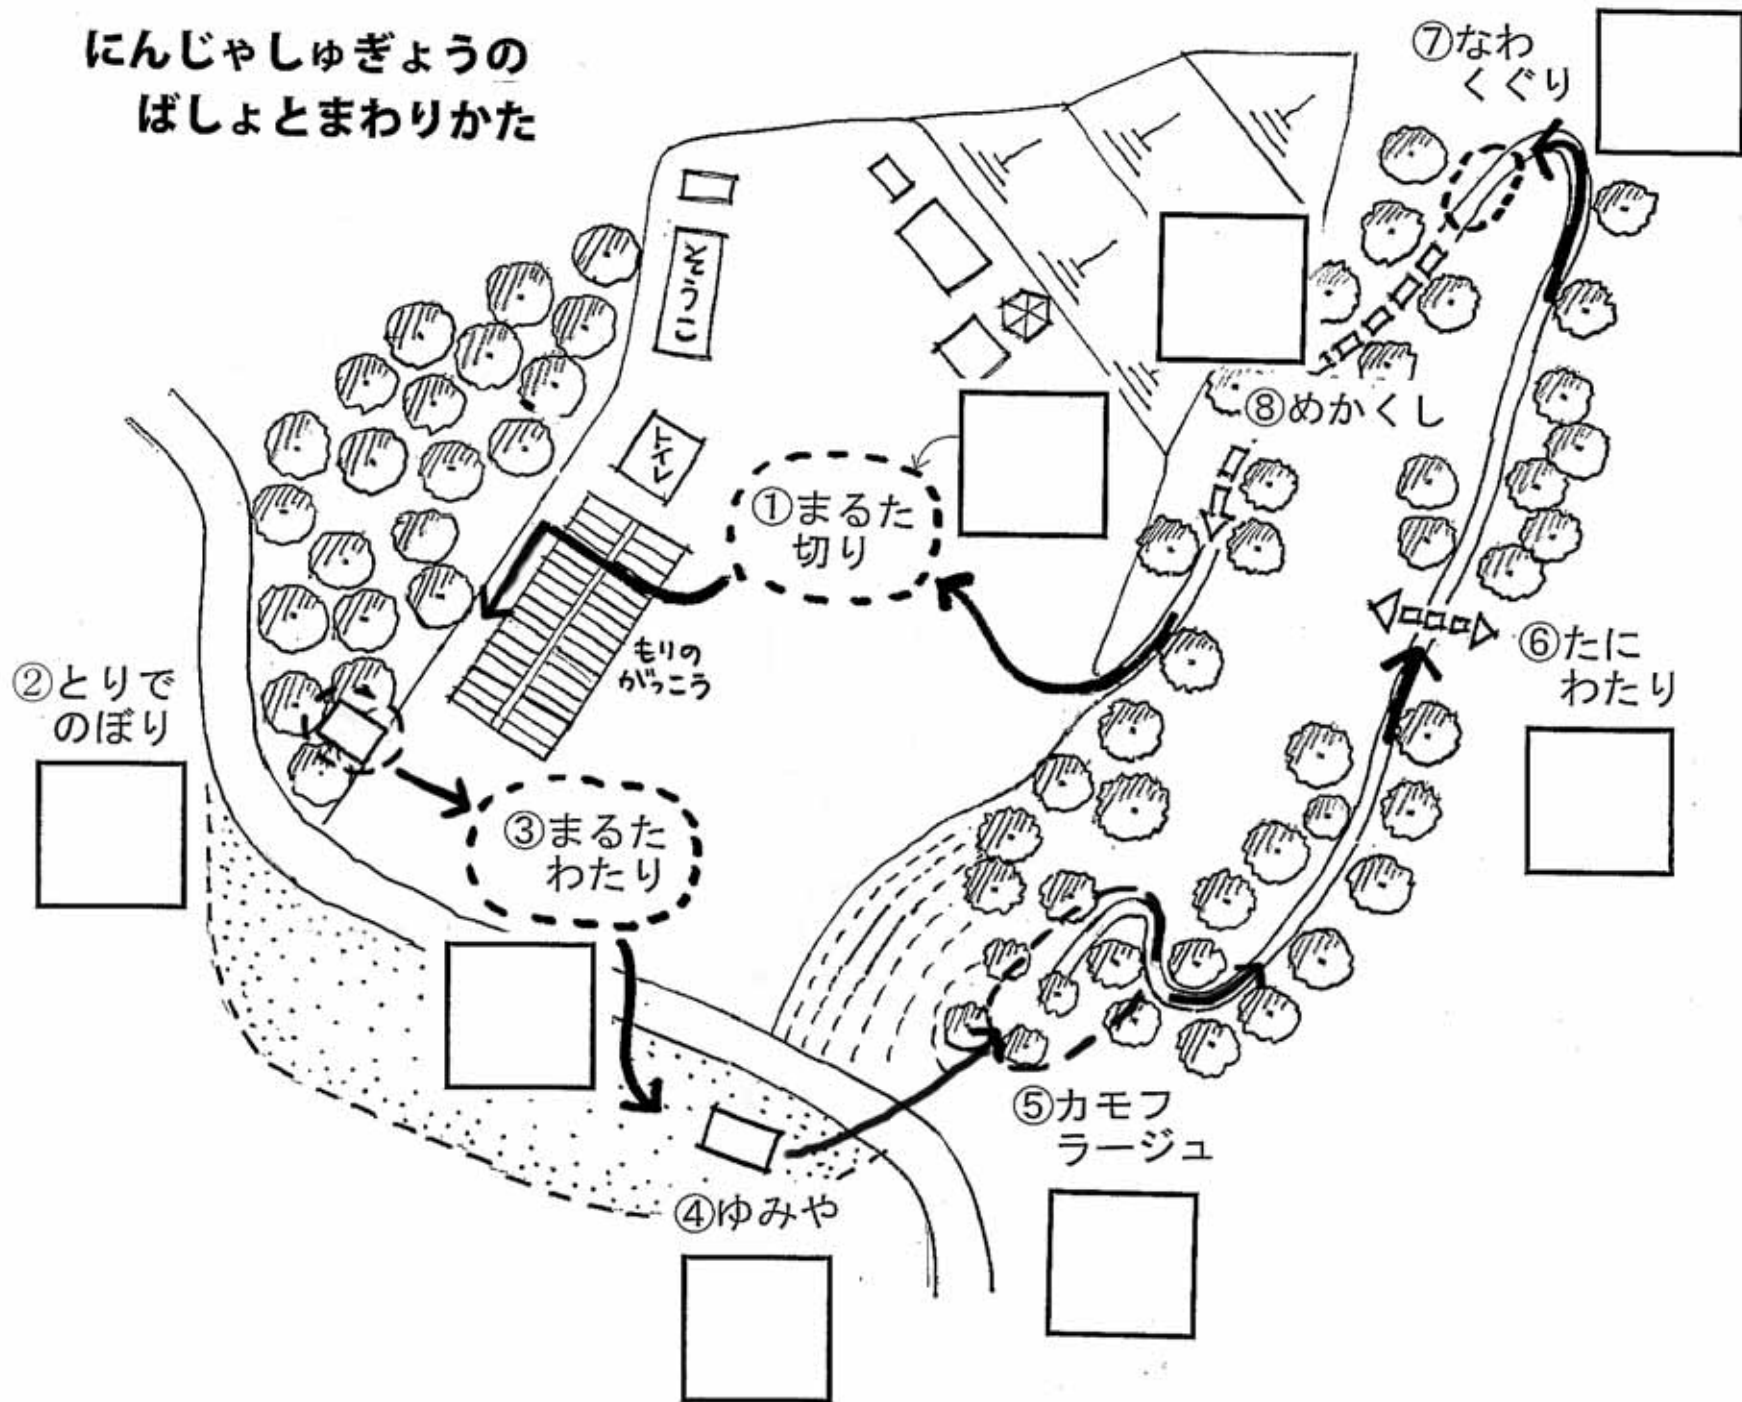 にんじゃしゅぎょうの
ばしょとまわりかた
⑦なわ
くぐり
そうこ
⑧めかくし
トイレ
①まるた
切り
もりの
がっこう
⑥たに
わたり
②とりで
のぼり
③まるた
わたり
⑤カモフ
ラージュ
④ゆみや